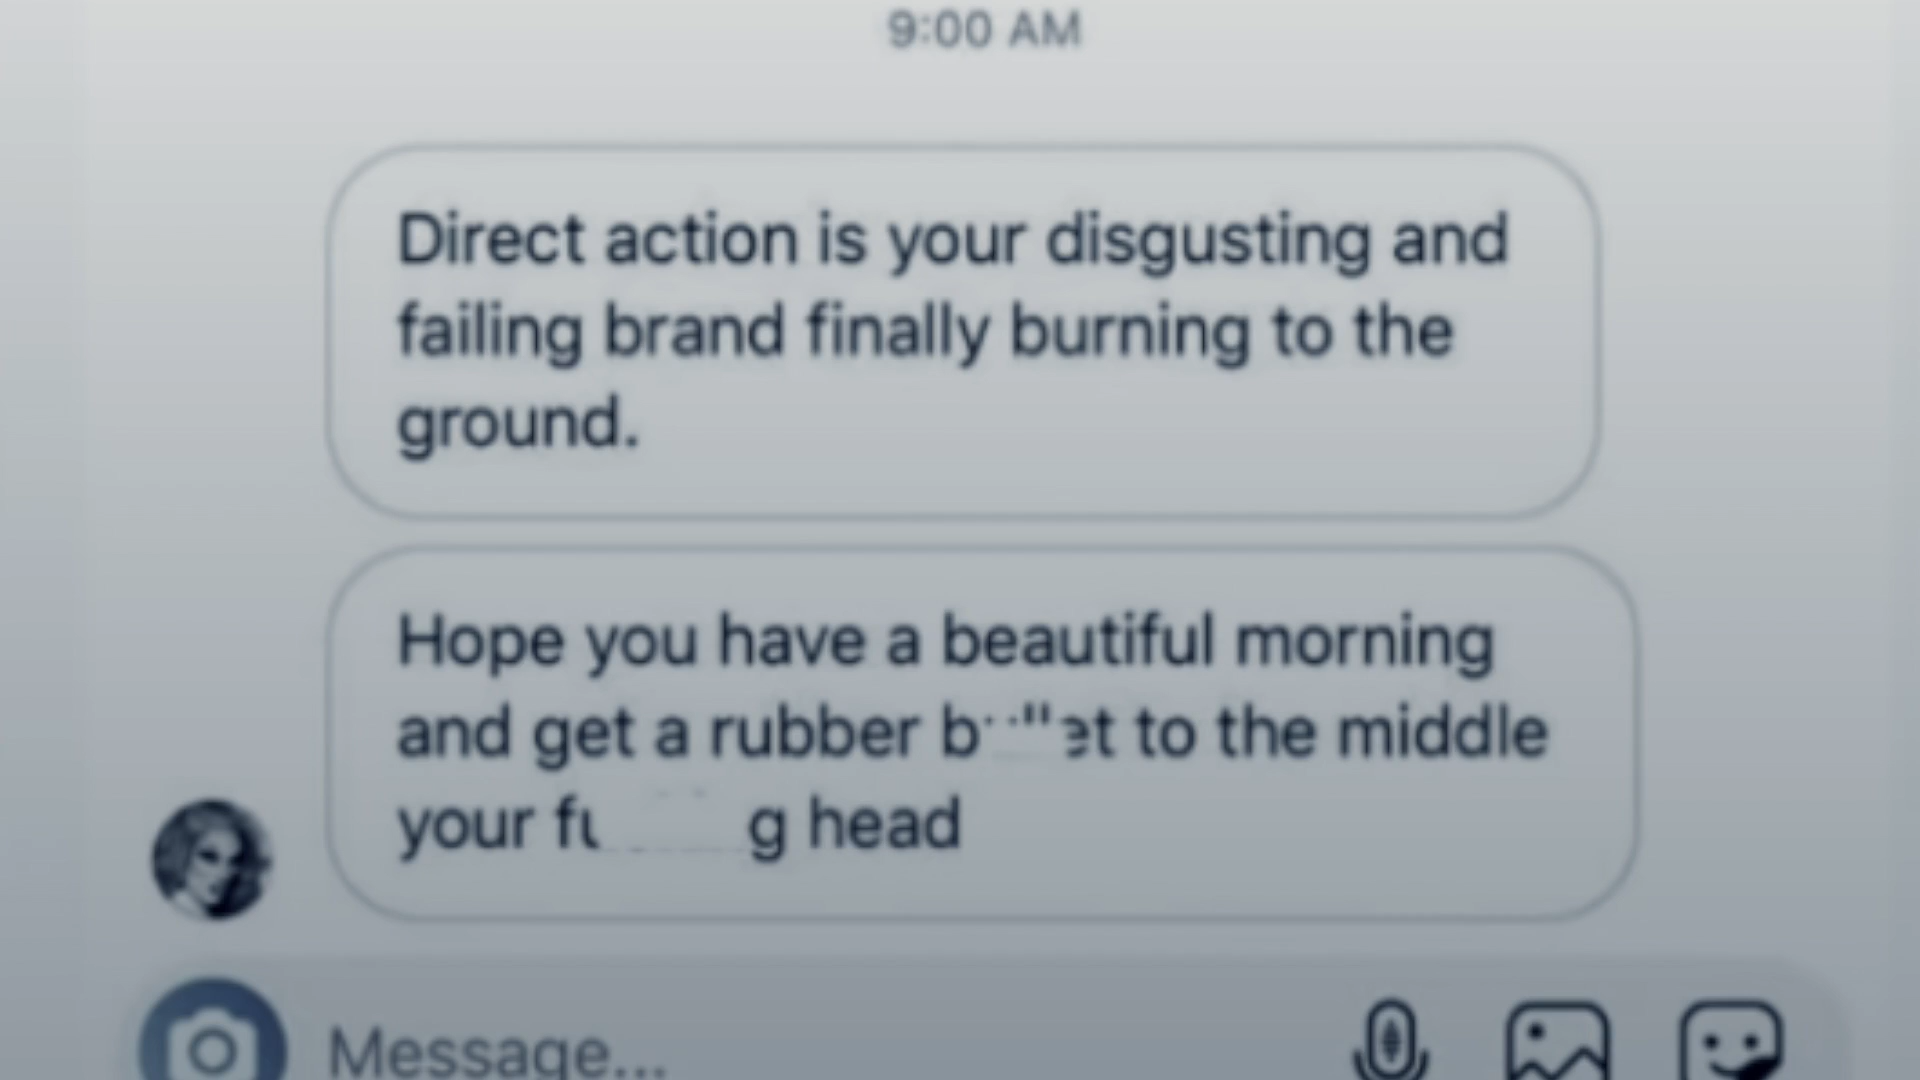 9:00 AM
Direct action is your disgusting and
failing brand finally burning to the
ground.
Hope you have a beautiful morning
and get a rubber to the middle
your head
Message...